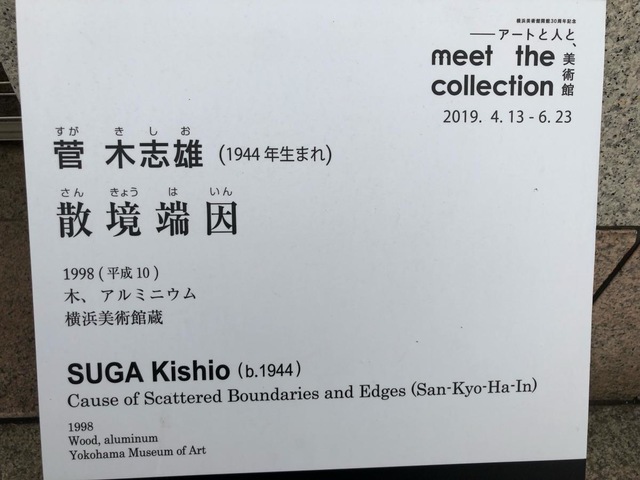 横浜美術館開館30周年記念
──アートと人と、美術館
meet the
collection
2019. 4. 13 - 6. 23
すが きしお
菅 木志雄 (1944年生まれ)
さん きょう は いん
散境端因
1998 (平成10)
木、アルミニウム
横浜美術館蔵
SUGA Kishio (b.1944)
Cause of Scattered Boundaries and Edges (San-Kyo-Ha-In)
1998
Wood, aluminum
Yokohama Museum of Art